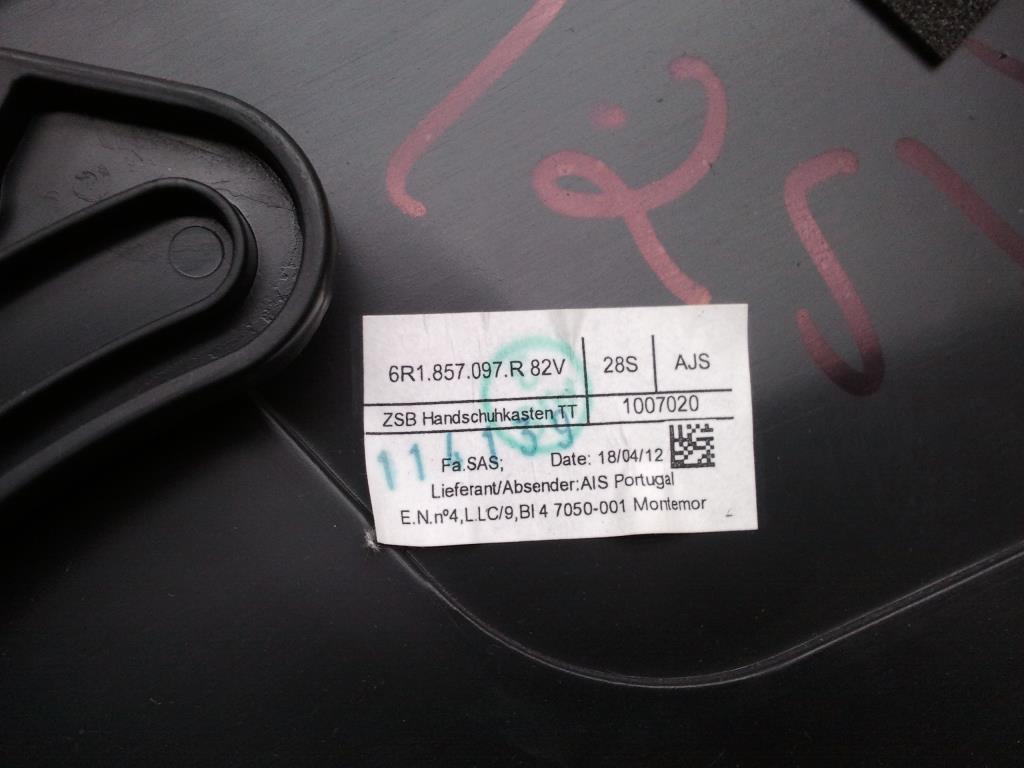 6R1.857.097.R 82V 28S AJS
ZSB Handschuhkasten TT 1007020
114139
Fa.SAS; Date: 18/04/12
Lieferant/Absender:AIS Portugal
E.N.nº4,L.LC/9,Bl 4 7050-001 Montemor